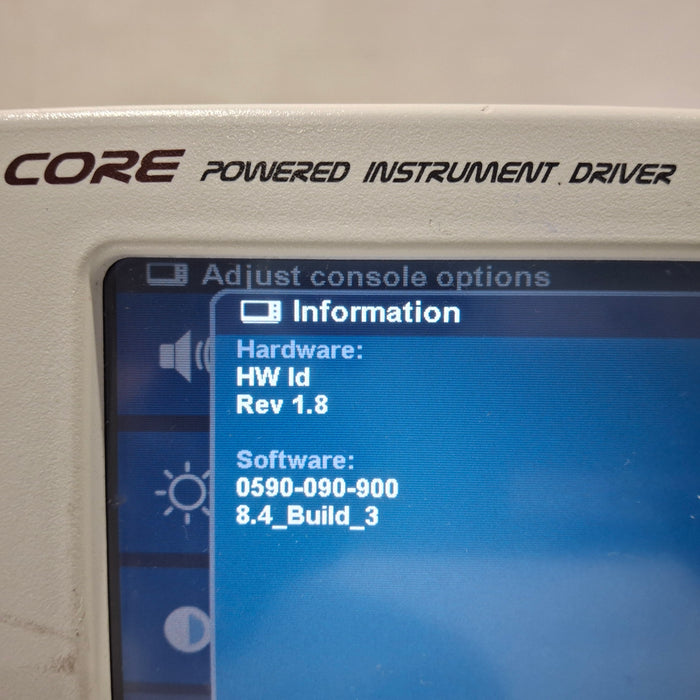 CORE POWERED INSTRUMENT DRIVER
Adjust console options
Information
Hardware:
HW Id
Rev 1.8
Software:
0590-090-900
8.4_Build_3